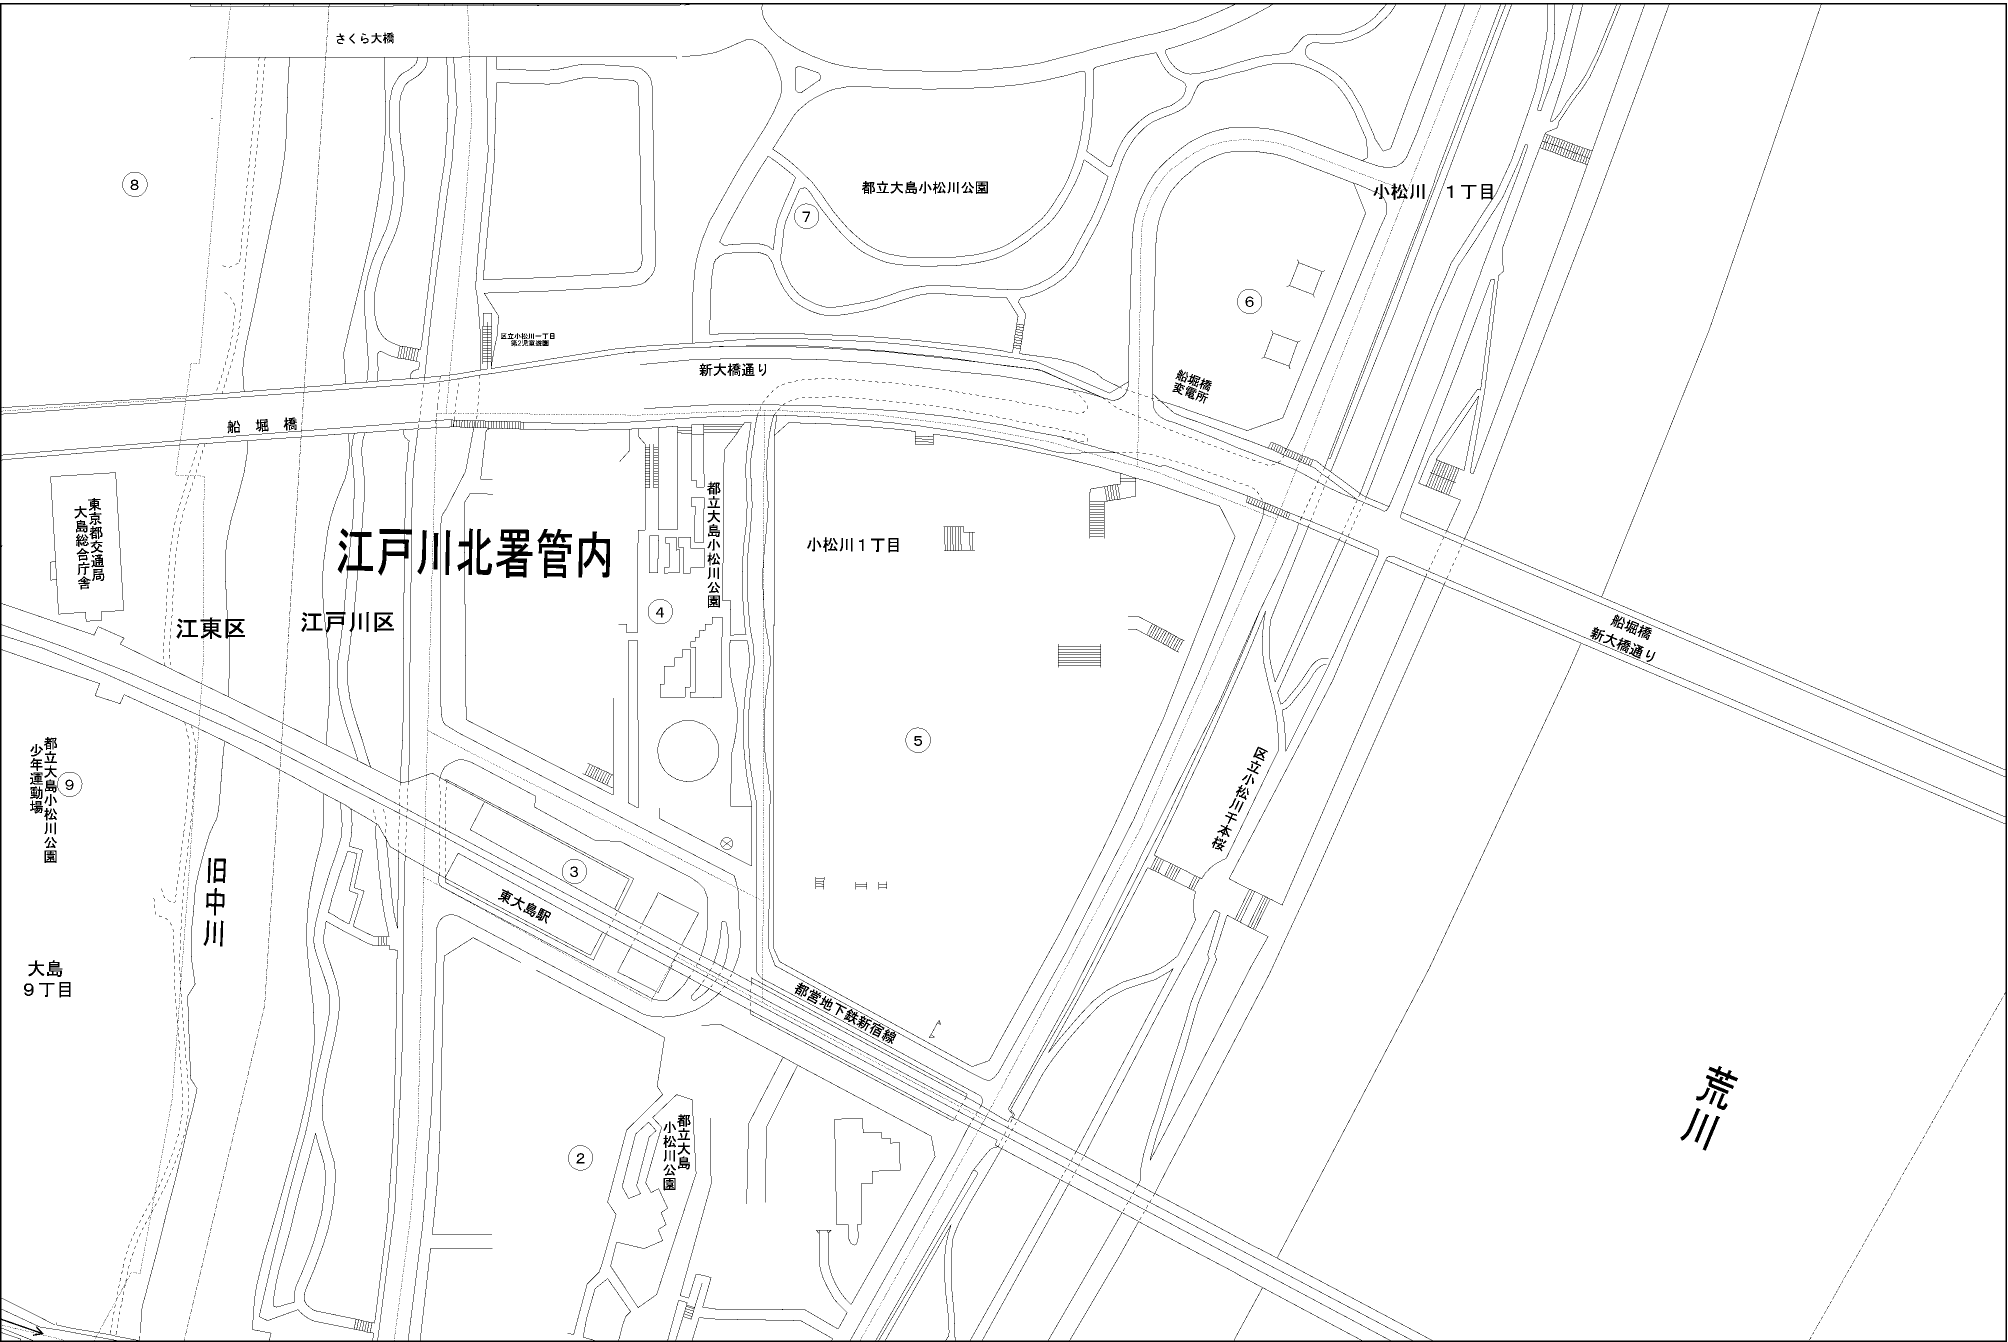 さくら大橋
⑧
都立大島小松川公園
⑦
小松川　１丁目
⑥
区立小松川一丁目
第2児童遊園
新大橋通り
船堀橋
変電所
船　堀　橋
東京都交通局
大島総合庁舎
江戸川北署管内
都立大島小松川公園
小松川１丁目
④
江東区
江戸川区
船堀橋
新大橋通り
⑤
都立大島小松川公園
少年運動場
⑨
区立小松川千本桜
旧中川
③
東大島駅
大島
９丁目
都営地下鉄新宿線
荒川
都立大島
小松川公園
②